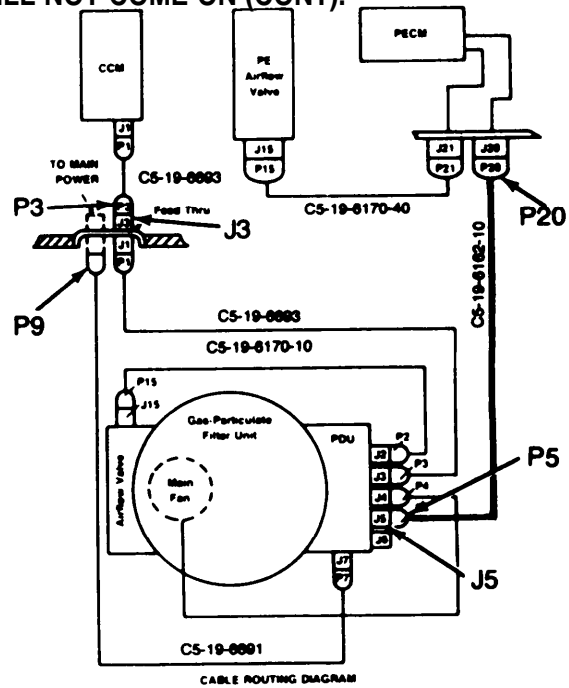 WILL NOT COME ON (CONT):
CCM
PE
Airflow
Valve
PECM
J1
P1
J15
P15
J21
P21
J20
P20
TO MAIN
POWER
C5-19-6693
C5-19-6170-40
P3
Feed Thru
J3
P20
C5-19-6162-10
J1
P1
P9
C5-19-6693
C5-19-6170-10
P15
J15
Gas-Particulate
Filter Unit
PDU
Airflow Valve
Main
Fan
J2
P2
J3
P3
J4
P4
J5
J6
P5
J5
J7
P7
C5-19-6691
CABLE ROUTING DIAGRAM